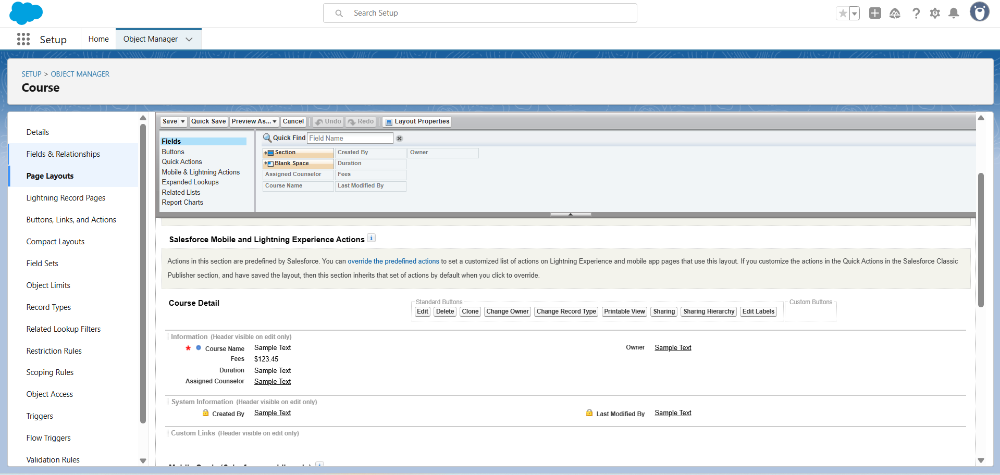 Search Setup
Setup
Home
Object Manager
SETUP > OBJECT MANAGER
Course
Details
Fields & Relationships
Page Layouts
Lightning Record Pages
Buttons, Links, and Actions
Compact Layouts
Field Sets
Object Limits
Record Types
Related Lookup Filters
Restriction Rules
Scoping Rules
Object Access
Triggers
Flow Triggers
Validation Rules
Save Quick Save Preview As... Cancel Undo Redo Layout Properties
Fields
Buttons
Quick Actions
Mobile & Lightning Actions
Expanded Lookups
Related Lists
Report Charts
Quick Find Field Name
Section Created By Owner
Blank Space Duration
Assigned Counselor Fees
Course Name Last Modified By
Salesforce Mobile and Lightning Experience Actions
Actions in this section are predefined by Salesforce. You can override the predefined actions to set a customized list of actions on Lightning Experience and mobile app pages that use this layout. If you customize the actions in the Quick Actions in the Salesforce Classic
Publisher section, and have saved the layout, then this section inherits that set of actions by default when you click to override.
Course Detail
Standard Buttons
Edit Delete Clone Change Owner Change Record Type Printable View Sharing Sharing Hierarchy Edit Labels
Custom Buttons
Information (Header visible on edit only)
* Course Name Sample Text Owner Sample Text
Fees $123.45
Duration Sample Text
Assigned Counselor Sample Text
System Information (Header visible on edit only)
Created By Sample Text Last Modified By Sample Text
Custom Links (Header visible on edit only)